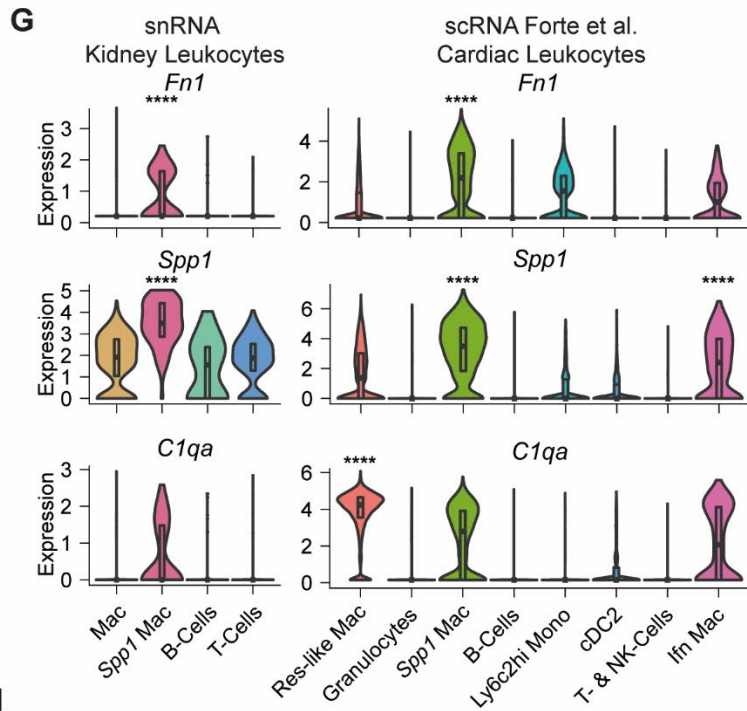 G
snRNA
Kidney Leukocytes
scRNA Forte et al.
Cardiac Leukocytes
Fn1
****
Expression
3
2
1
0
Fn1
****
4
2
0
Spp1
****
Expression
5
4
3
2
1
0
Spp1
****
****
6
4
2
0
C1qa
Expression
3
2
1
0
C1qa
****
6
4
2
0
Mac
Spp1 Mac
B-Cells
T-Cells
Res-like Mac
Granulocytes
Spp1 Mac
B-Cells
Ly6c2hi Mono
cDC2
T- & NK-Cells
Ifn Mac